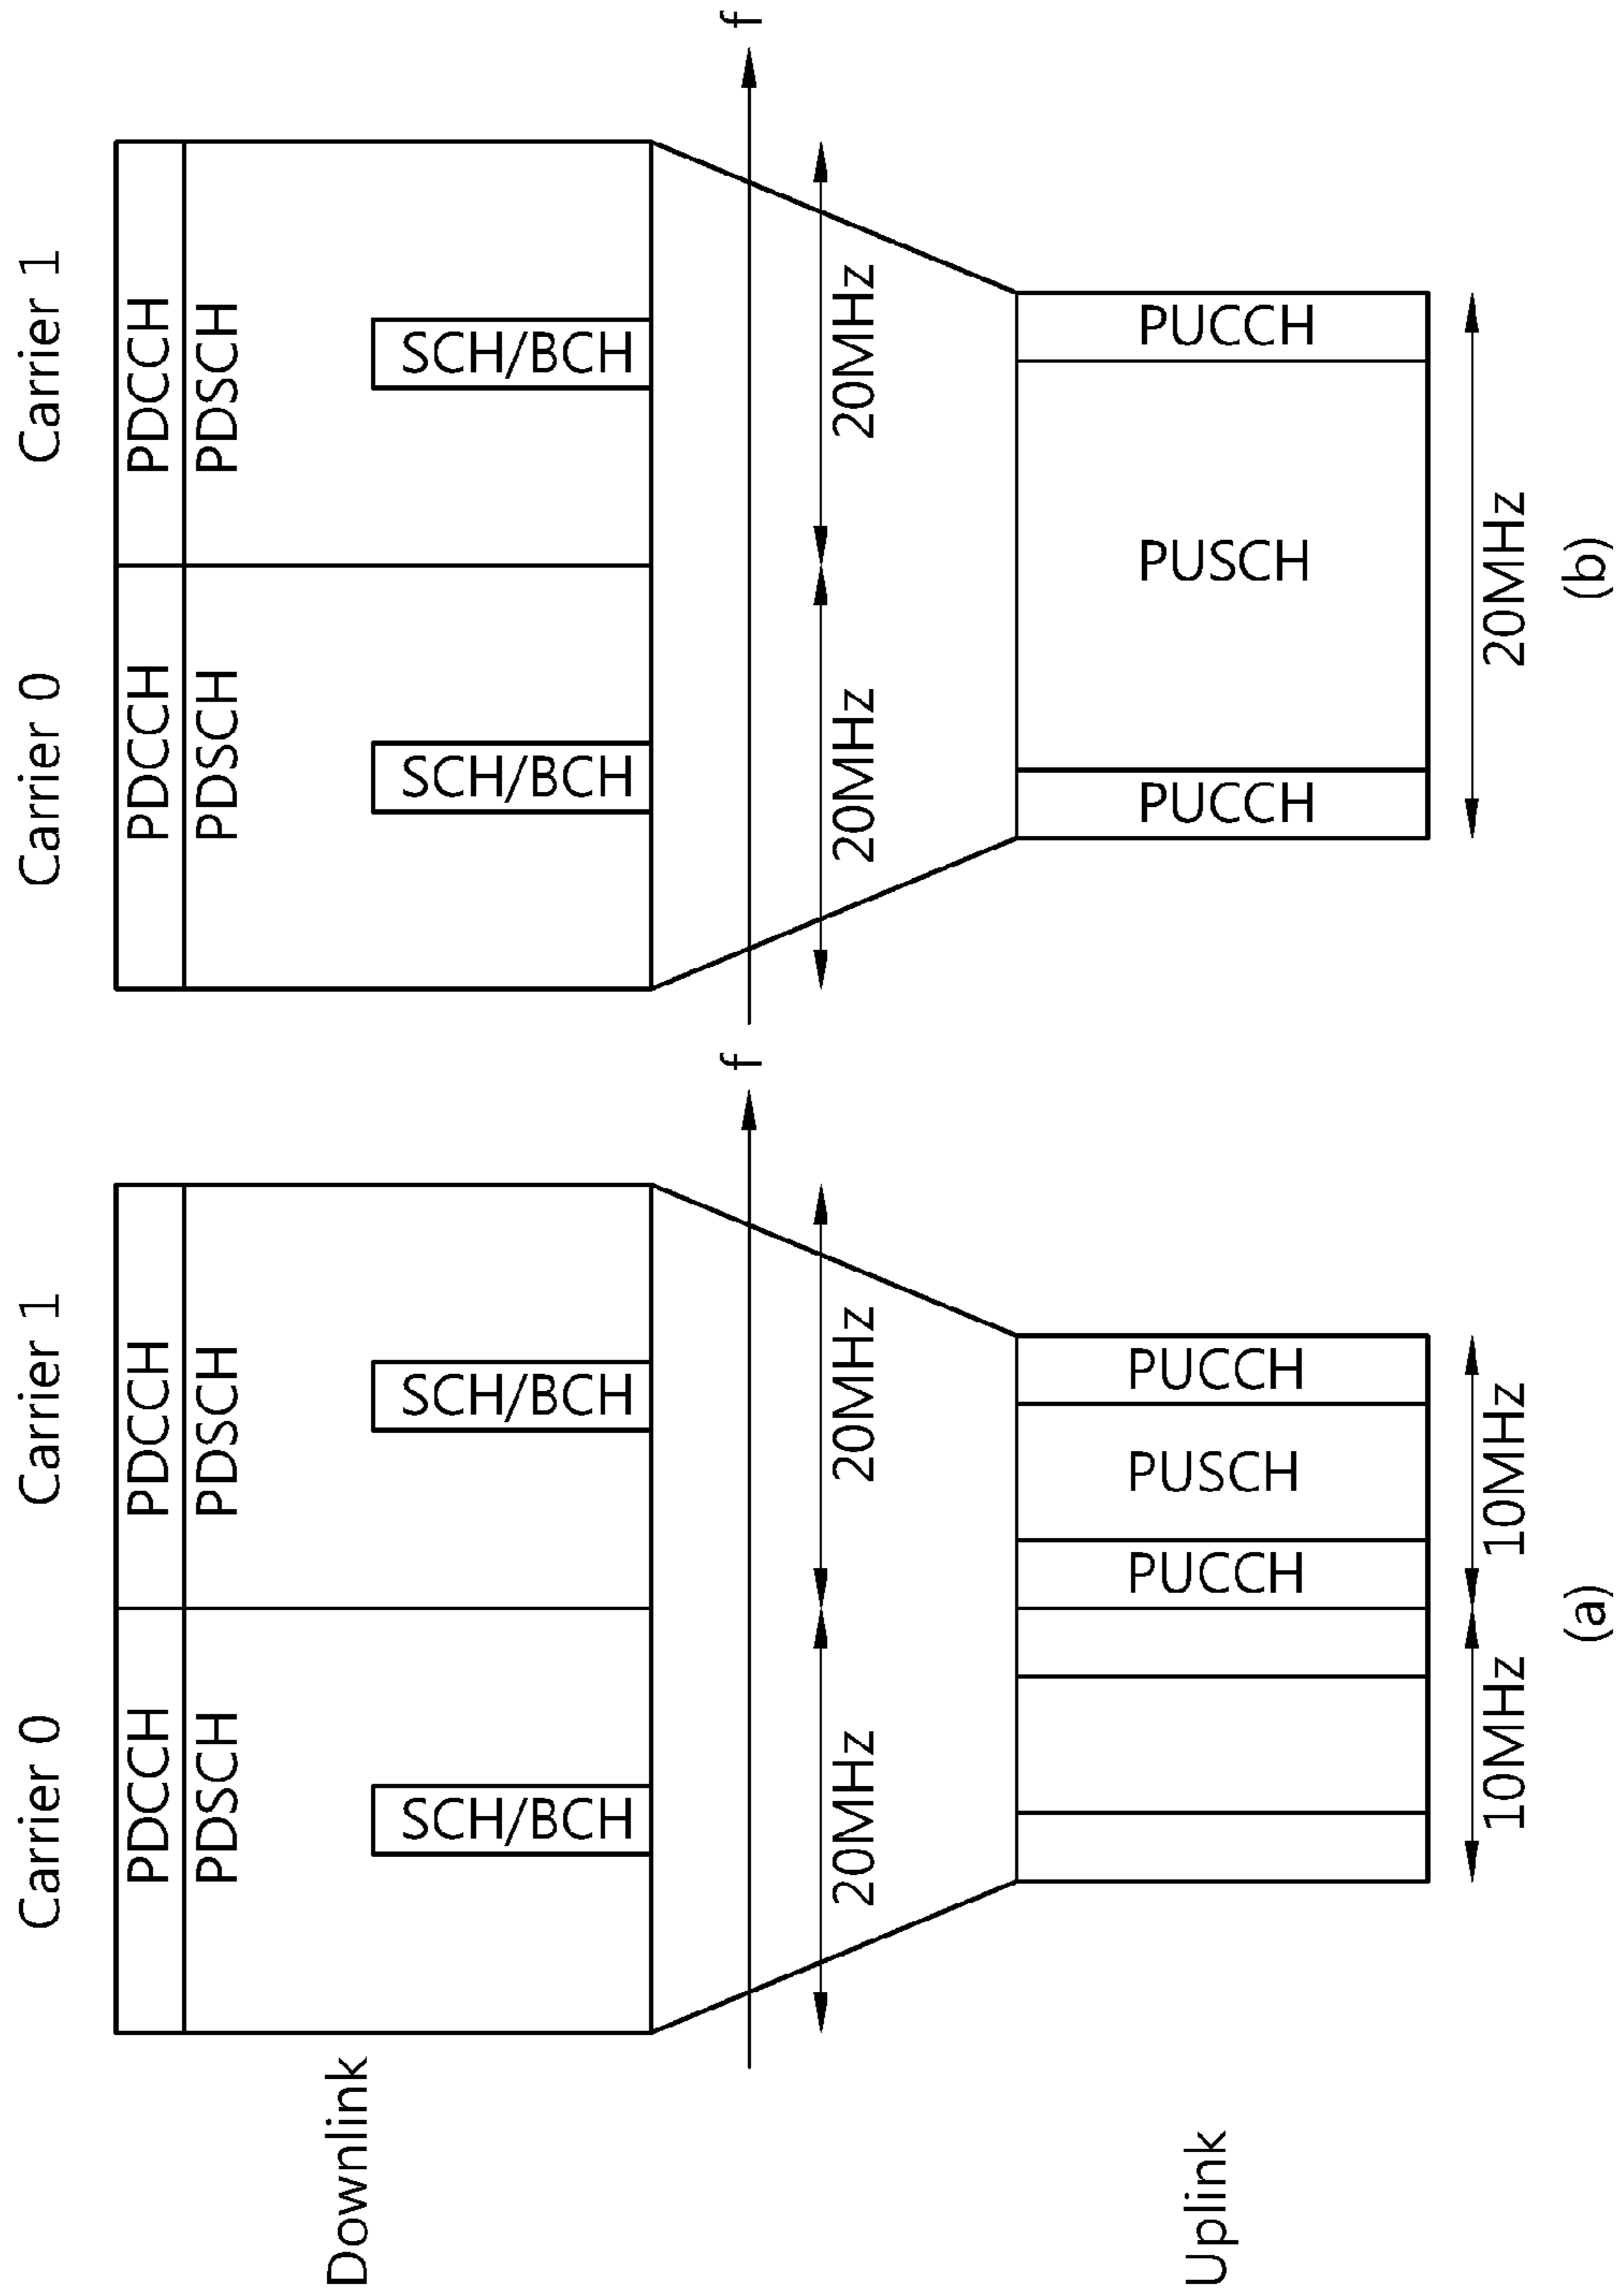 Carrier 0
Carrier 1
Carrier 0
Carrier 1
PDCCH
PDCCH
PDCCH
PDCCH
PDSCH
PDSCH
PDSCH
PDSCH
Downlink
SCH/BCH
SCH/BCH
SCH/BCH
SCH/BCH
f
f
20MHz
20MHz
20MHz
20MHz
Uplink
PUCCH
PUSCH
PUCCH
PUCCH
PUSCH
PUCCH
10MHz
10MHz
20MHz
(a)
(b)